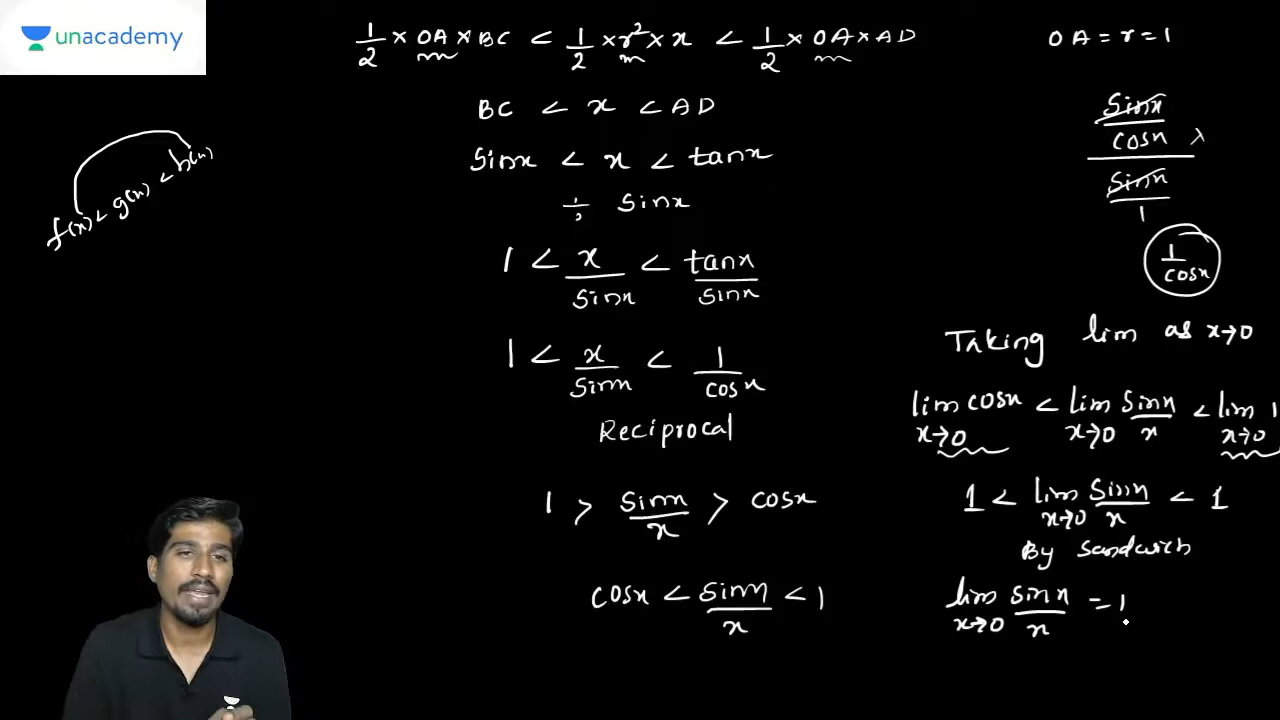 unacademy
1/2 × OA × BC < 1/2 × r² × x < 1/2 × OA × AD
OA = r = 1
BC < x < AD
sinx < x < tanx
÷ sinx
1 < x/sinx < tanx/sinx
1 < x/sinx < 1/cosx
Reciprocal
1 > sinx/x > cosx
cosx < sinx/x < 1
f(x) < g(x) < h(x)
sinx
cosx
sinx
1
1/cosx
Taking lim as x→0
lim x→0 cosx < lim x→0 sinx/x < lim x→0 1
1 < lim x→0 sinx/x < 1
By sandwich
lim x→0 sinx/x = 1